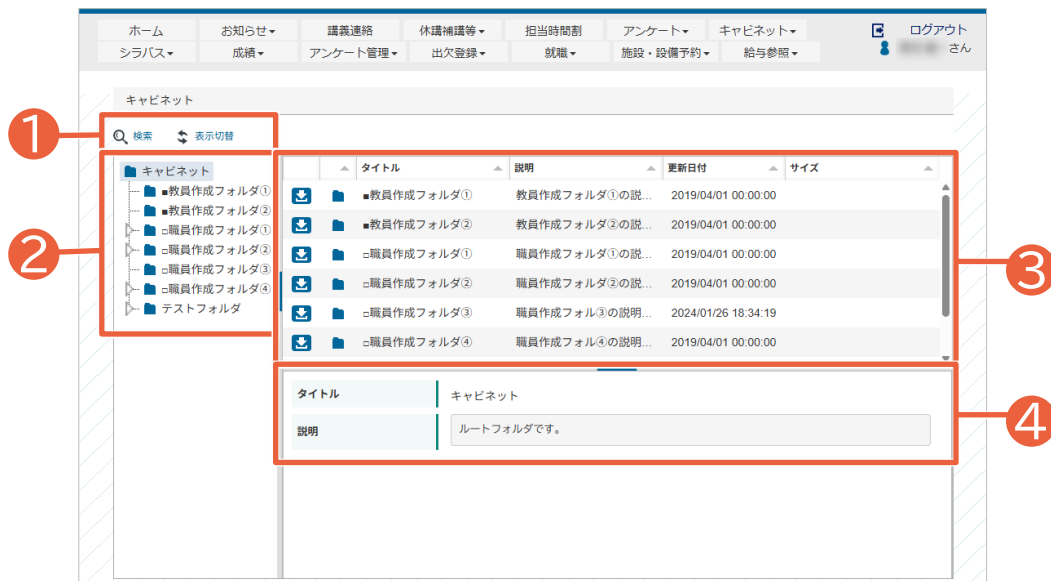 ホーム お知らせ▾ 講義連絡 休講補講等▾ 担当時間割 アンケート▾ キャビネット▾ ログアウト
シラバス▾ 成績▾ アンケート管理▾ 出欠登録▾ 就職▾ 施設・設備予約▾ 給与参照▾ さん
キャビネット
1
検索 表示切替
2
キャビネット
■教員作成フォルダ①
■教員作成フォルダ②
□職員作成フォルダ①
□職員作成フォルダ②
□職員作成フォルダ③
□職員作成フォルダ④
テストフォルダ
タイトル 説明 更新日付 サイズ
■教員作成フォルダ① 教員作成フォルダ①の説... 2019/04/01 00:00:00
■教員作成フォルダ② 教員作成フォルダ②の説... 2019/04/01 00:00:00
□職員作成フォルダ① 職員作成フォルダ①の説... 2019/04/01 00:00:00
□職員作成フォルダ② 職員作成フォルダ②の説... 2019/04/01 00:00:00
□職員作成フォルダ③ 職員作成フォル③の説明... 2024/01/26 18:34:19
□職員作成フォルダ④ 職員作成フォル④の説明... 2019/04/01 00:00:00
3
タイトル キャビネット
説明 ルートフォルダです。
4